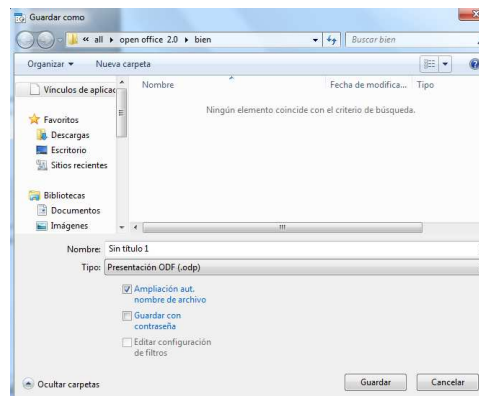 Guardar como
« all ▸ open office 2.0 ▸ bien
Buscar bien
Organizar ▾ Nueva carpeta
Vínculos de aplicac
Nombre Fecha de modifica... Tipo
Ningún elemento coincide con el criterio de búsqueda.
Favoritos
Descargas
Escritorio
Sitios recientes
Bibliotecas
Documentos
Imágenes
Nombre: Sin título 1
Tipo: Presentación ODF (.odp)
Ampliación aut.
nombre de archivo
Guardar con
contraseña
Editar configuración
de filtros
Ocultar carpetas
Guardar Cancelar